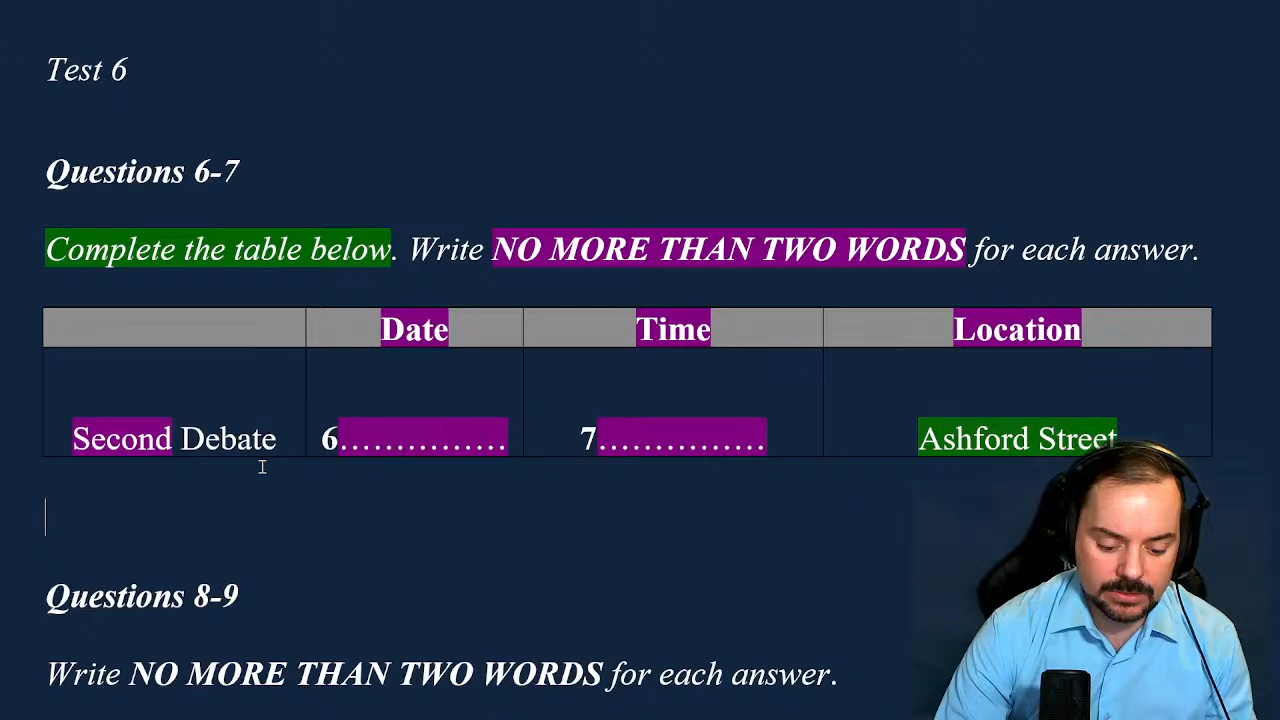 Test 6
Questions 6-7
Complete the table below. Write NO MORE THAN TWO WORDS for each answer.
Date Time Location
Second Debate 6............... 7............... Ashford Street
Questions 8-9
Write NO MORE THAN TWO WORDS for each answer.